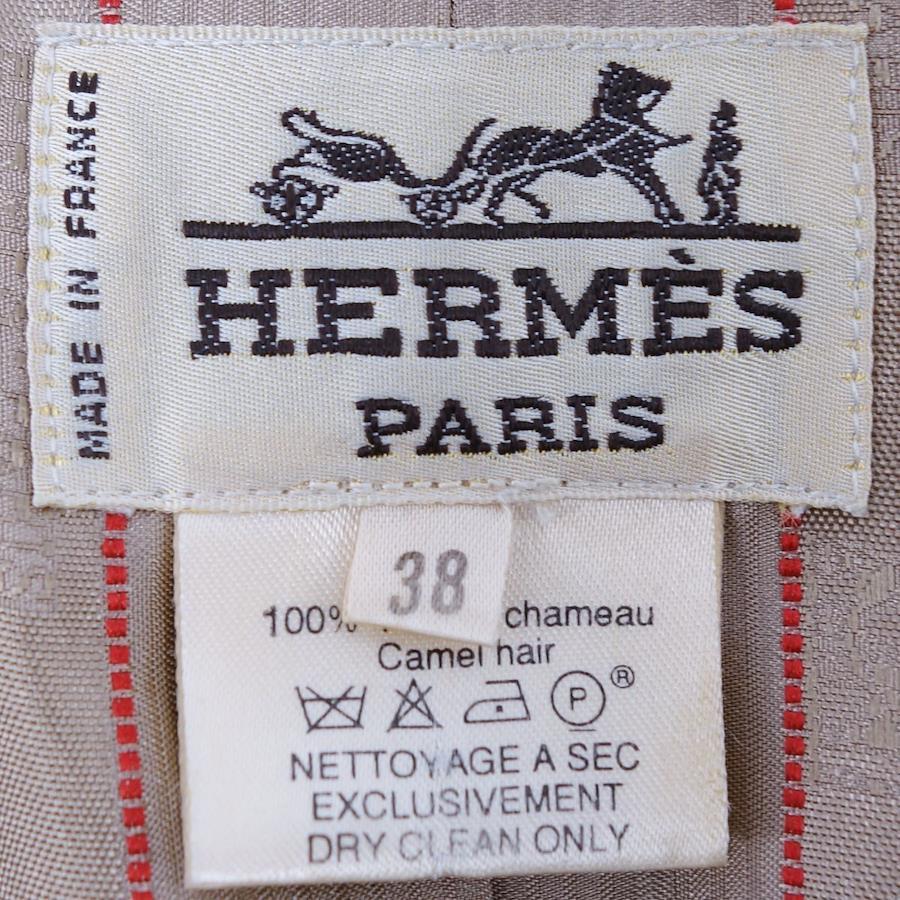 MADE IN FRANCE
HERMÈS
PARIS
38
100% chameau
Camel hair
P ®
NETTOYAGE A SEC
EXCLUSIVEMENT
DRY CLEAN ONLY